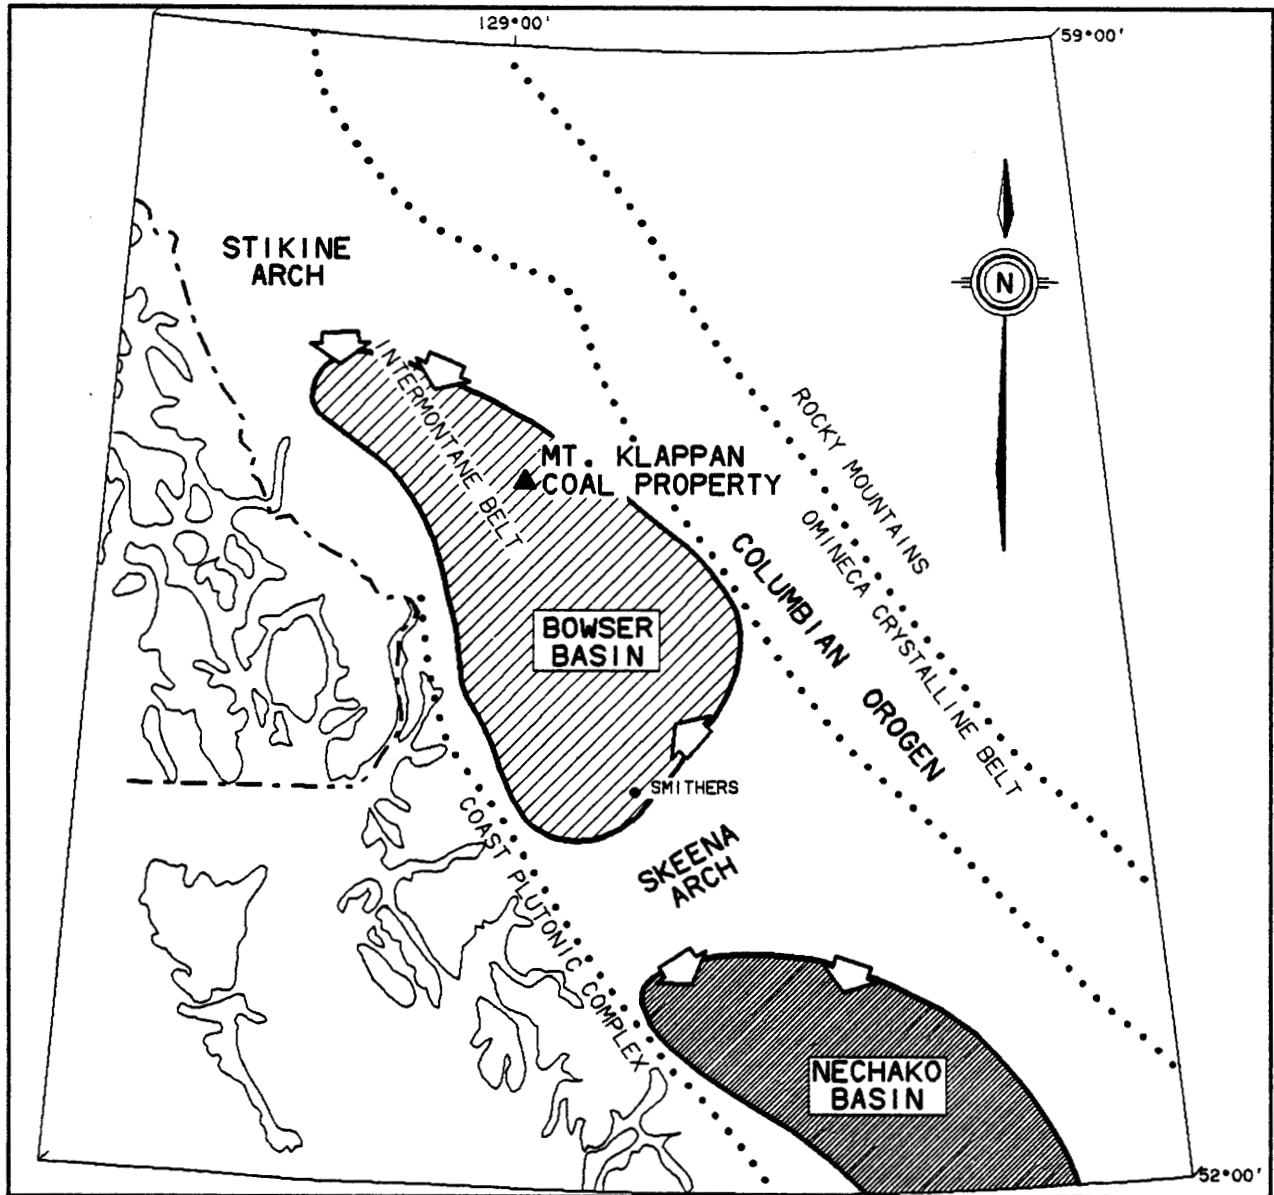 129°00'
59°00'
STIKINE
ARCH
N
INTERMONTANE BELT
ROCKY MOUNTAINS
MT. KLAPPAN
COAL PROPERTY
OMINECA CRYSTALLINE BELT
COLUMBIAN OROGEN
BOWSER
BASIN
SMITHERS
COAST PLUTONIC COMPLEX
SKEENA
ARCH
NECHAKO
BASIN
52°00'